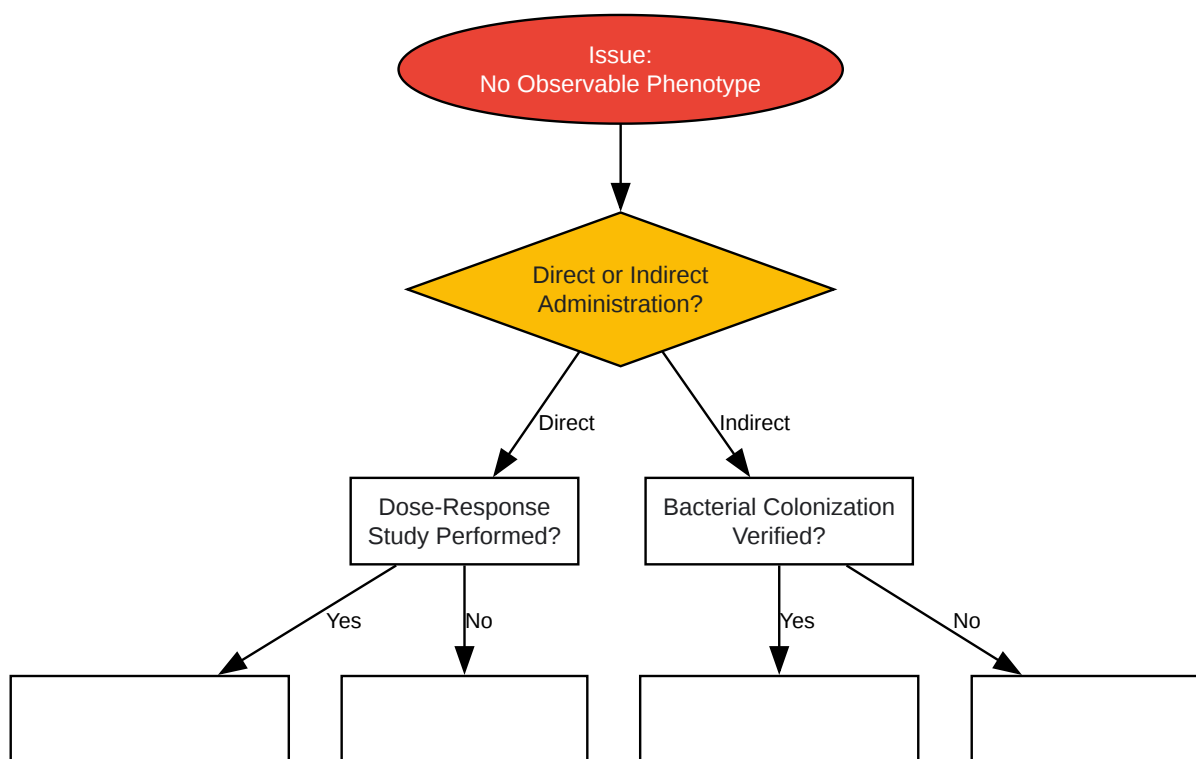 Issue:
No Observable Phenotype
Direct or Indirect
Administration?
Direct
Indirect
Dose-Response
Study Performed?
Bacterial Colonization
Verified?
Yes
No
Yes
No